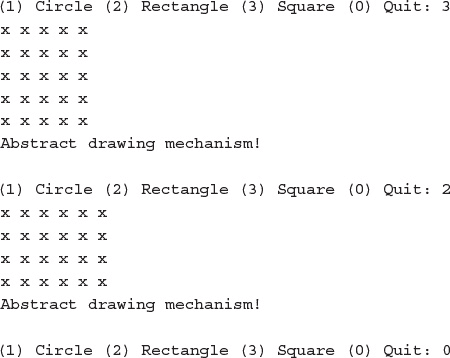 (1) Circle (2) Rectangle (3) Square (0) Quit: 3
x x x x x
x x x x x
x x x x x
x x x x x
x x x x x
Abstract drawing mechanism!
(1) Circle (2) Rectangle (3) Square (0) Quit: 2
x x x x x x
x x x x x x
x x x x x x
x x x x x x
Abstract drawing mechanism!
(1) Circle (2) Rectangle (3) Square (0) Quit: 0